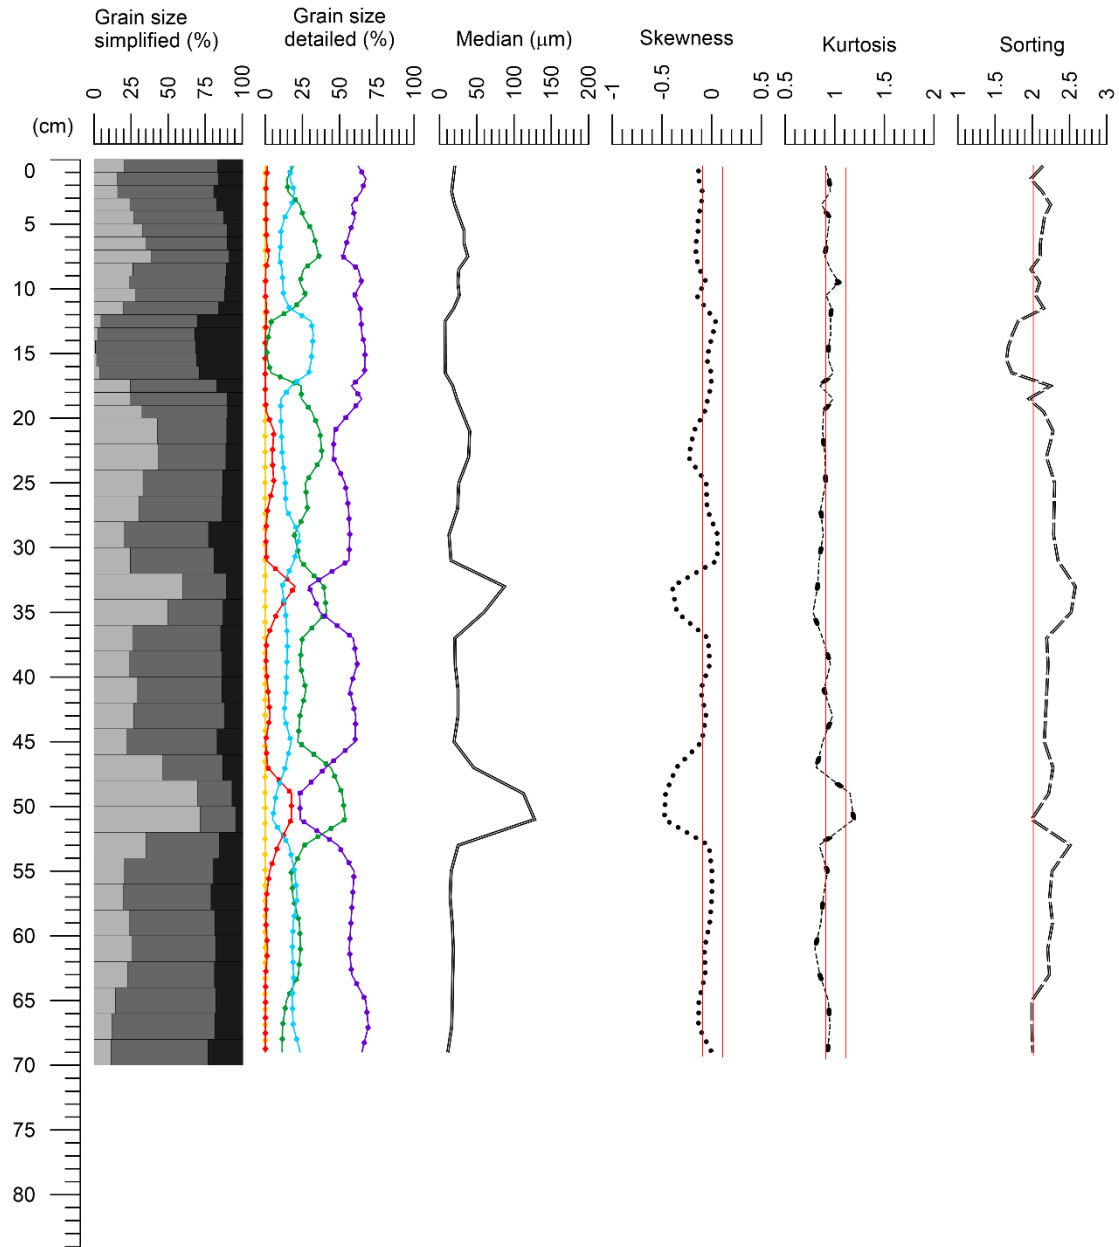 Grain size
simplified (%)
Grain size
detailed (%)
Median (μm)
Skewness
Kurtosis
Sorting
0 25 50 75 100
0 25 50 75 100
0 50 100 150 200
-1 -0.5 0 0.5
0.5 1 1.5 2
1 1.5 2 2.5 3
(cm)
0
5
10
15
20
25
30
35
40
45
50
55
60
65
70
75
80